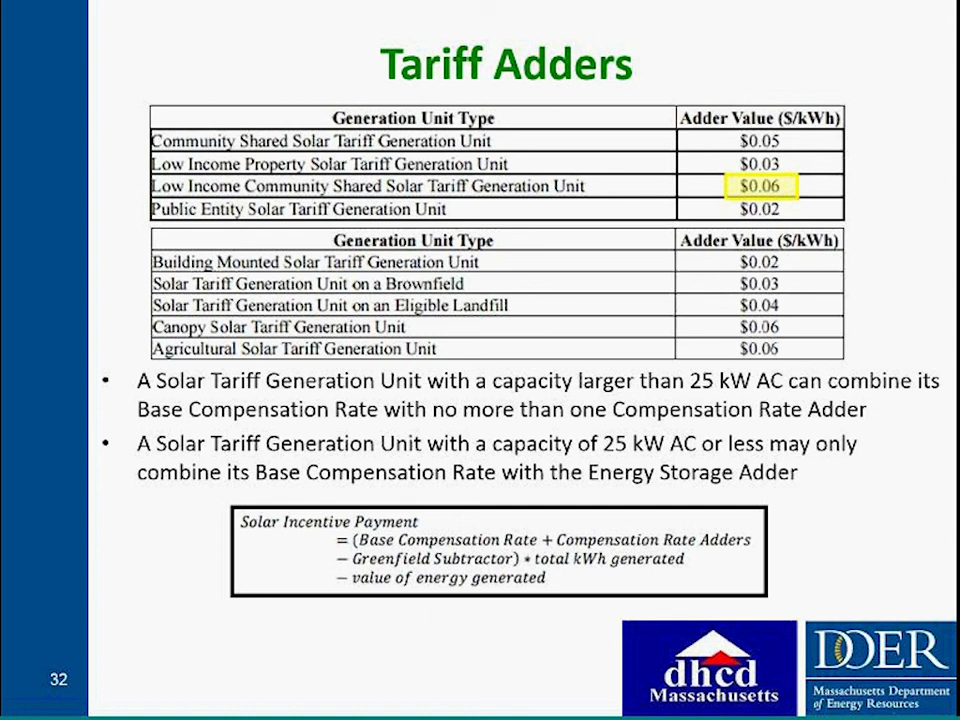 Tariff Adders
Generation Unit Type Adder Value ($/kWh)
Community Shared Solar Tariff Generation Unit $0.05
Low Income Property Solar Tariff Generation Unit $0.03
Low Income Community Shared Solar Tariff Generation Unit $0.06
Public Entity Solar Tariff Generation Unit $0.02
Generation Unit Type Adder Value ($/kWh)
Building Mounted Solar Tariff Generation Unit $0.02
Solar Tariff Generation Unit on a Brownfield $0.03
Solar Tariff Generation Unit on an Eligible Landfill $0.04
Canopy Solar Tariff Generation Unit $0.06
Agricultural Solar Tariff Generation Unit $0.06
• A Solar Tariff Generation Unit with a capacity larger than 25 kW AC can combine its
Base Compensation Rate with no more than one Compensation Rate Adder
• A Solar Tariff Generation Unit with a capacity of 25 kW AC or less may only
combine its Base Compensation Rate with the Energy Storage Adder
Solar Incentive Payment
= (Base Compensation Rate + Compensation Rate Adders
− Greenfield Subtractor) ∗ total kWh generated
− value of energy generated
32
dhcd
Massachusetts
DOER
Massachusetts Department
of Energy Resources